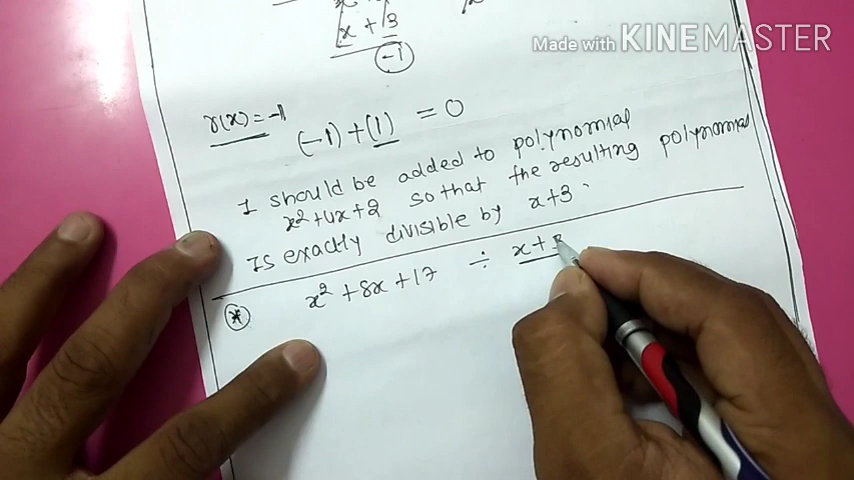 Made with KINEMASTER
x + 3
-1
r(x) = -1
(-1) + (1) = 0
1 should be added to polynomial
x² + 4x + 2 so that the resulting polynomial
Is exactly divisible by x+3.
* x² + 8x + 17 ÷ x +